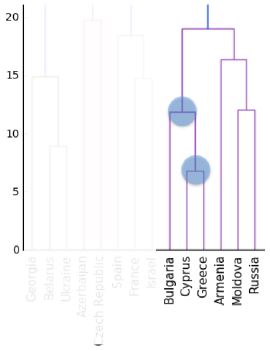 20
15
10
5
0
Georgia
Belarus
Ukraine
Azerbaijan
Czech Republic
Spain
France
Israel
Bulgaria
Cyprus
Greece
Armenia
Moldova
Russia